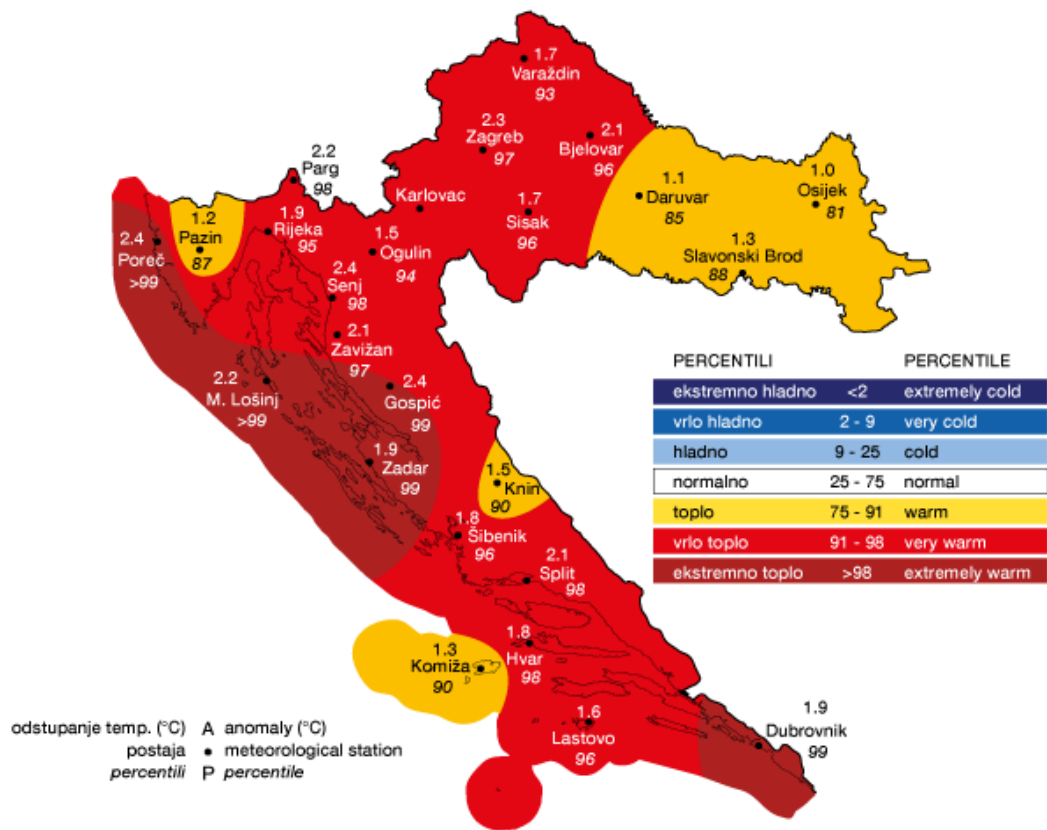 1.7
Varaždin
93
2.3
Zagreb
97
2.1
Bjelovar
96
2.2
Parg
98
Karlovac
1.7
Sisak
96
1.1
Daruvar
85
1.0
Osijek
81
1.3
Slavonski Brod
88
1.2
Pazin
87
1.9
Rijeka
95
1.5
Ogulin
94
2.4
Poreč
>99
2.4
Senj
98
2.1
Zavižan
97
2.2
M. Lošinj
>99
2.4
Gospić
99
1.9
Zadar
99
1.5
Knin
90
1.8
Šibenik
96
2.1
Split
98
1.8
Hvar
98
1.3
Komiža
90
1.6
Lastovo
96
1.9
Dubrovnik
99
PERCENTILI PERCENTILE
ekstremno hladno <2 extremely cold
vrlo hladno 2 - 9 very cold
hladno 9 - 25 cold
normalno 25 - 75 normal
toplo 75 - 91 warm
vrlo toplo 91 - 98 very warm
ekstremno toplo >98 extremely warm
odstupanje temp. (°C) A anomaly (°C)
postaja • meteorological station
percentili P percentile